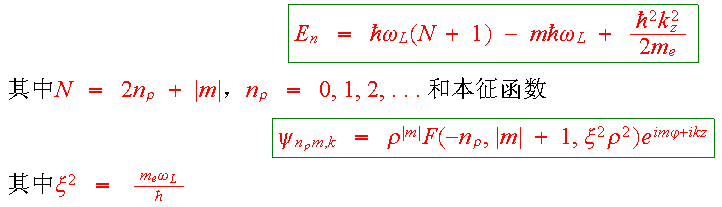 E_n = ħω_L(N + 1) − mħω_L + ħ²k_z²/2m_e
其中N = 2n_ρ + |m|, n_ρ = 0, 1, 2, . . . 和本征函数
ψ_{n_ρ m,k} = ρ^{|m|}F(−n_ρ, |m| + 1, ξ²ρ²)e^{imφ+ikz}
其中ξ² = m_eω_L/ħ